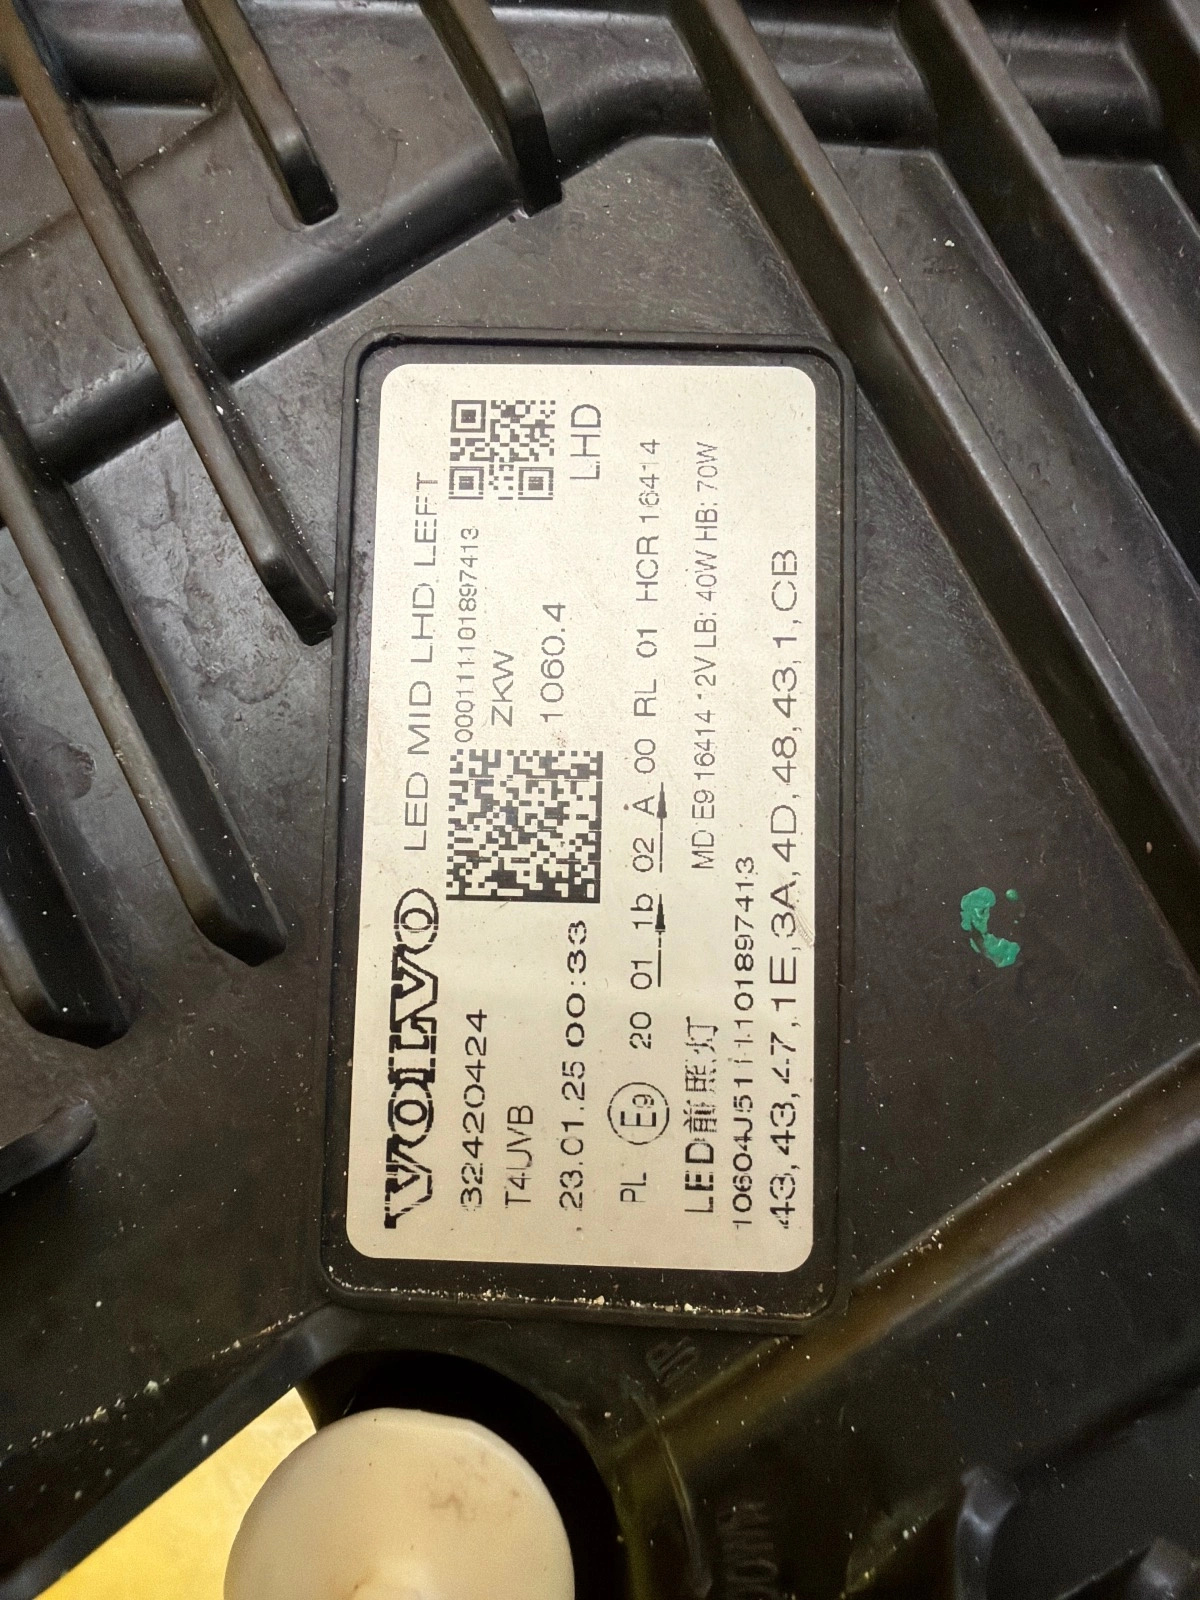 VOLVO LED MID LHD LEFT
32420424 000111101897413
T4UVB ZKW
23.01.25 00:33 1060.4 LHD
PL E9 20 01 1b 02 A 00 RL 01 HCR 16414
LED前照灯 MD E9 16414 12V LB: 40W HB: 70W
10604J5111101897413
43,43,47,1E,3A,4D,48,43,1,CB